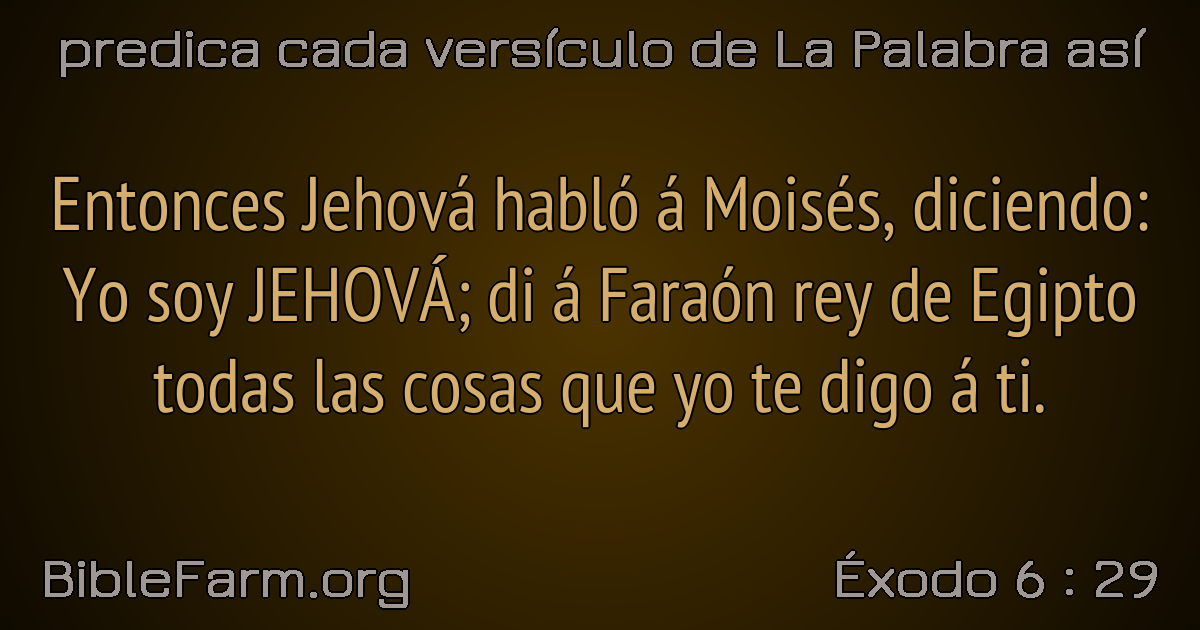 predica cada versículo de La Palabra así
Entonces Jehová habló á Moisés, diciendo:
Yo soy JEHOVÁ; di á Faraón rey de Egipto
todas las cosas que yo te digo á ti.
BibleFarm.org
Éxodo 6 : 29